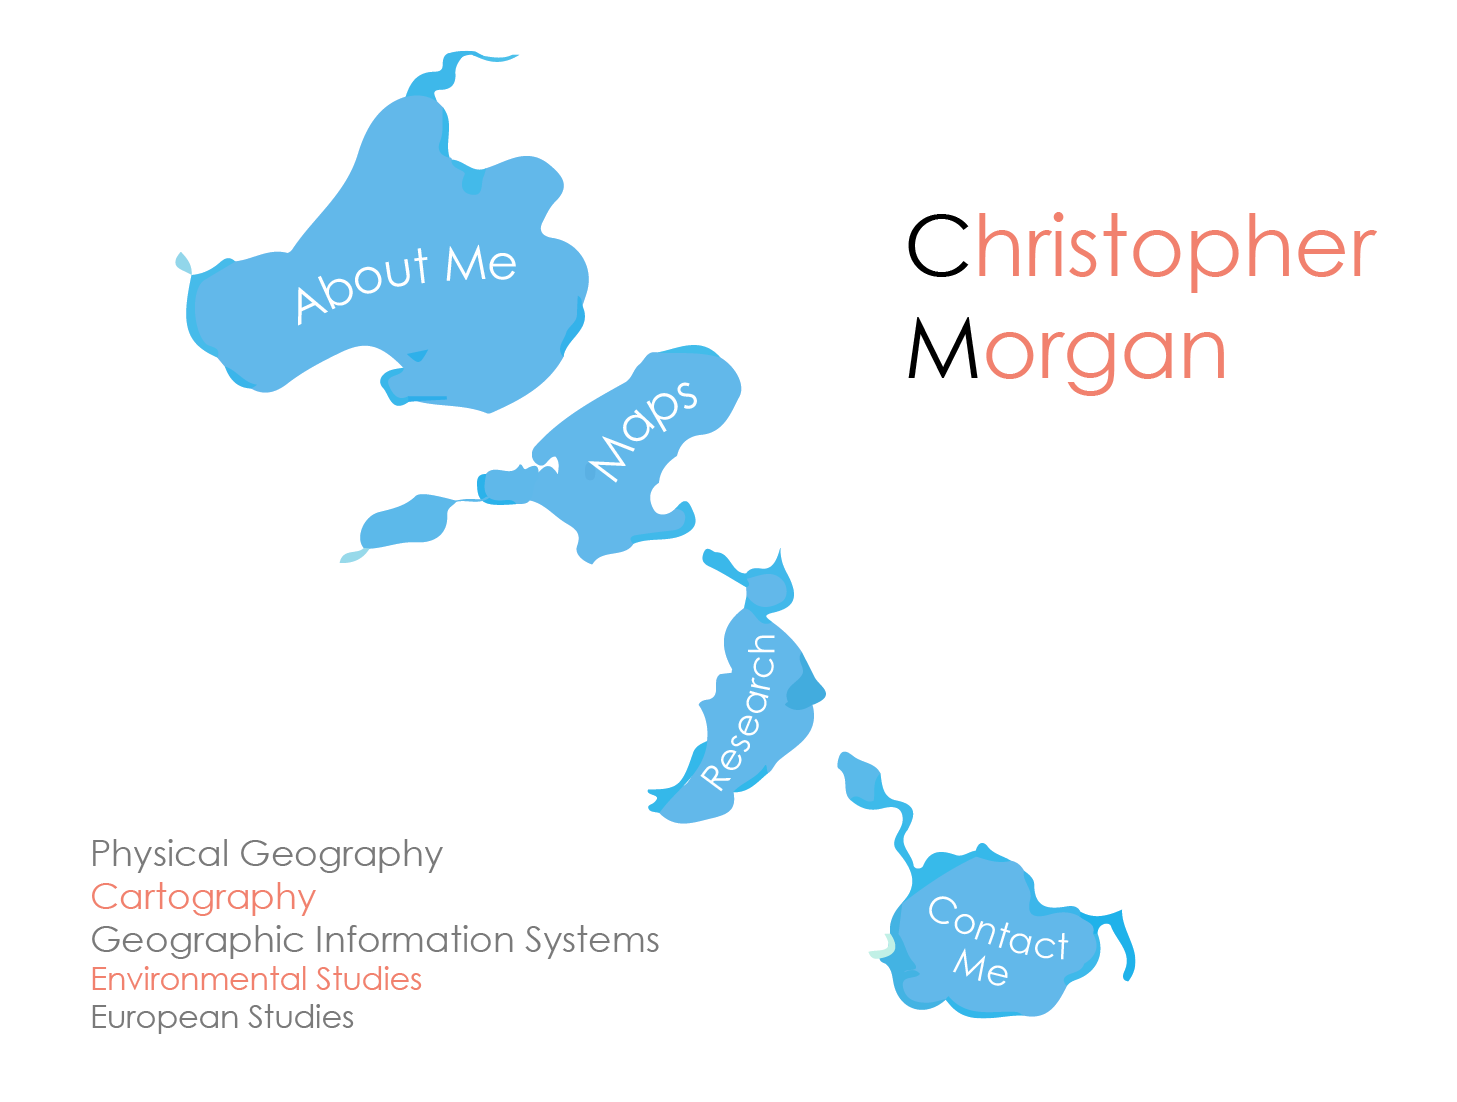 About Me
Christopher
Morgan
Maps
Research
Contact
Me
Physical Geography
Cartography
Geographic Information Systems
Environmental Studies
European Studies